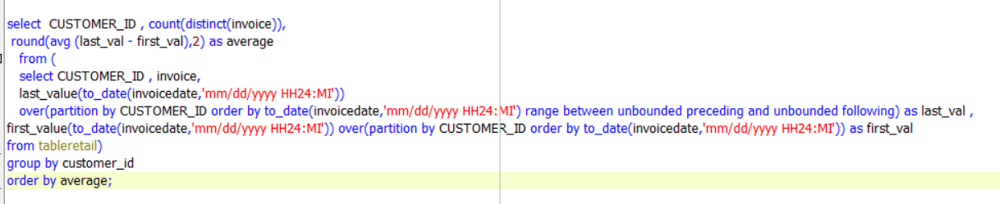 select  CUSTOMER_ID , count(distinct(invoice)),
round(avg (last_val - first_val),2) as average
from (
select CUSTOMER_ID , invoice,
last_value(to_date(invoicedate,'mm/dd/yyyy HH24:MI'))
over(partition by CUSTOMER_ID order by to_date(invoicedate,'mm/dd/yyyy HH24:MI') range between unbounded preceding and unbounded following) as last_val ,
first_value(to_date(invoicedate,'mm/dd/yyyy HH24:MI')) over(partition by CUSTOMER_ID order by to_date(invoicedate,'mm/dd/yyyy HH24:MI')) as first_val
from tableretail)
group by customer_id
order by average;